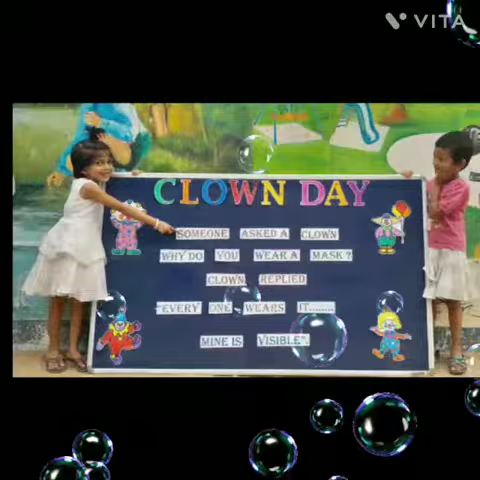 VITA
CLOWN DAY
SOMEONE ASKED A CLOWN
WHY DO YOU WEAR A MASK ?
CLOWN REPLIED
"EVERY ONE WEARS IT.......
MINE IS VISIBLE".